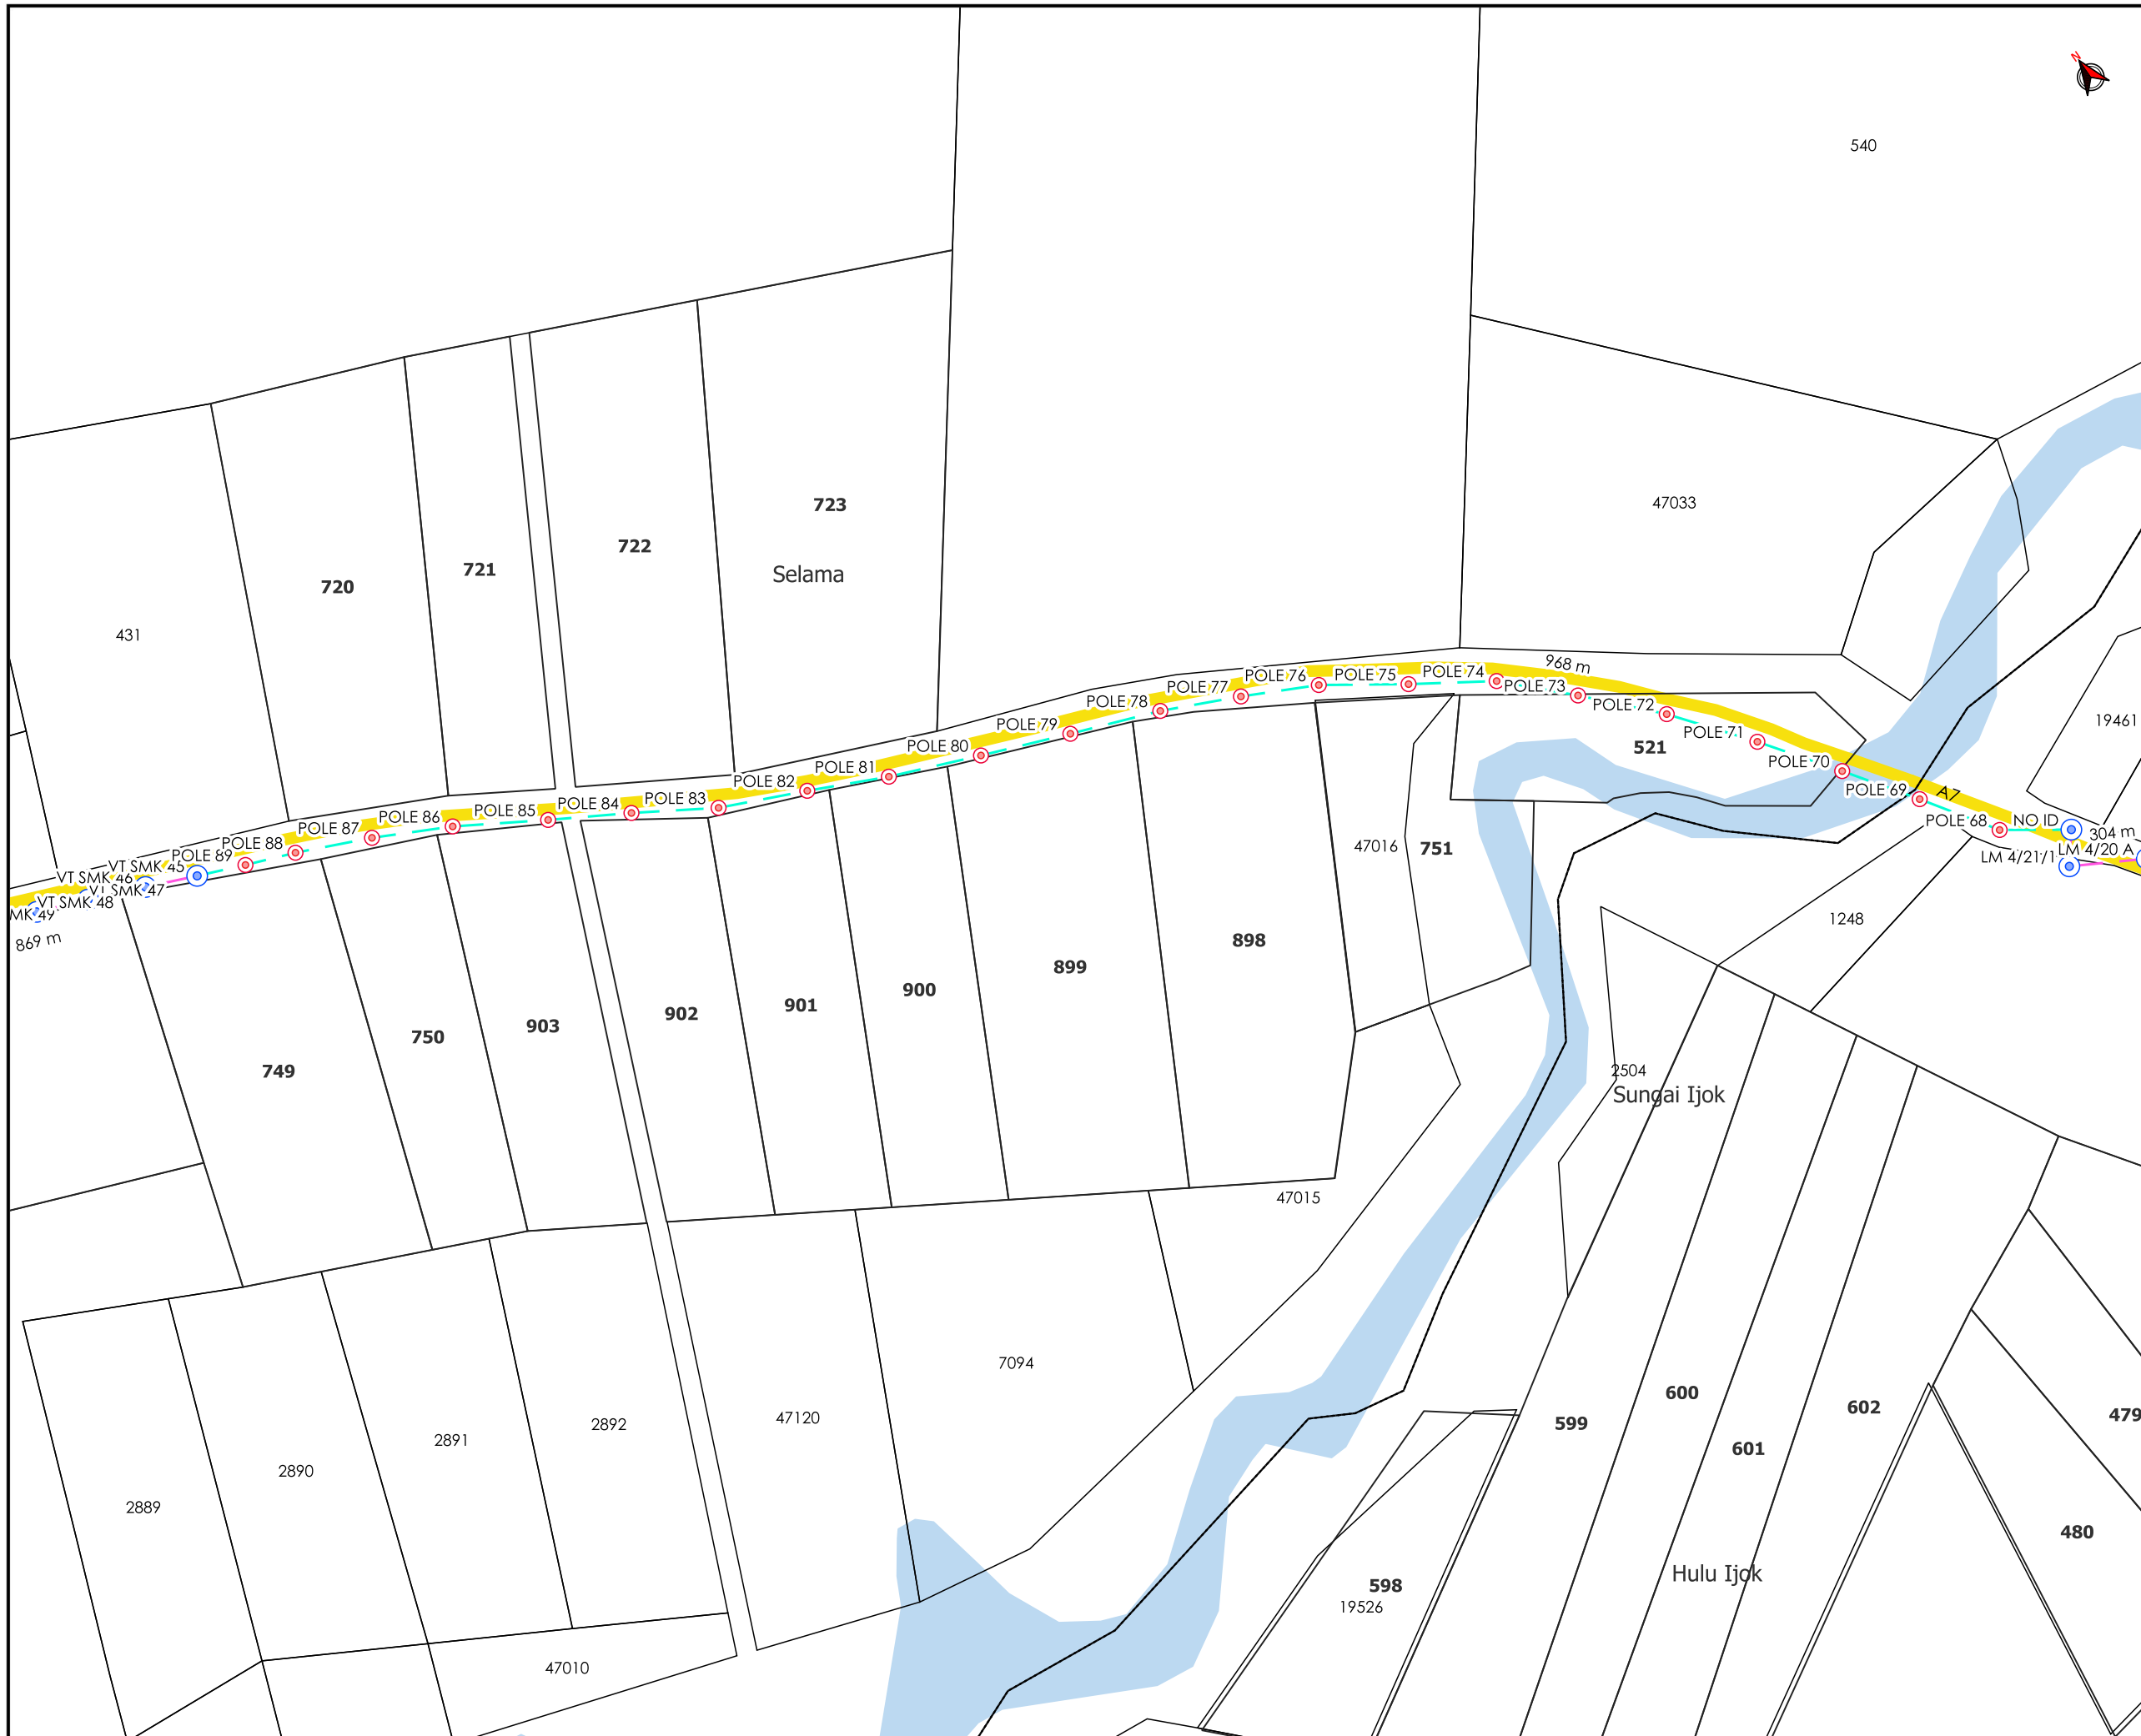 N
540
47033
723
722
721
720
Selama
431
968 m
POLE 74
POLE 75
POLE 76
POLE 77
POLE 78
POLE 73
POLE 72
POLE 71
POLE 70
POLE 69
A7
POLE 68
NO ID
304 m
LM 4/20 A
LM 4/21/1
19461
521
POLE 79
POLE 80
POLE 81
POLE 82
POLE 83
POLE 84
POLE 85
POLE 86
POLE 87
POLE 88
POLE 89
VT SMK 45
VT SMK 46
VT SMK 47
VT SMK 48
MK 49
869 m
47016
751
1248
898
899
900
901
902
903
750
749
2504
Sungai Ijok
47015
7094
47120
2892
2891
2890
2889
47010
600
599
601
602
479
480
598
19526
Hulu Ijok